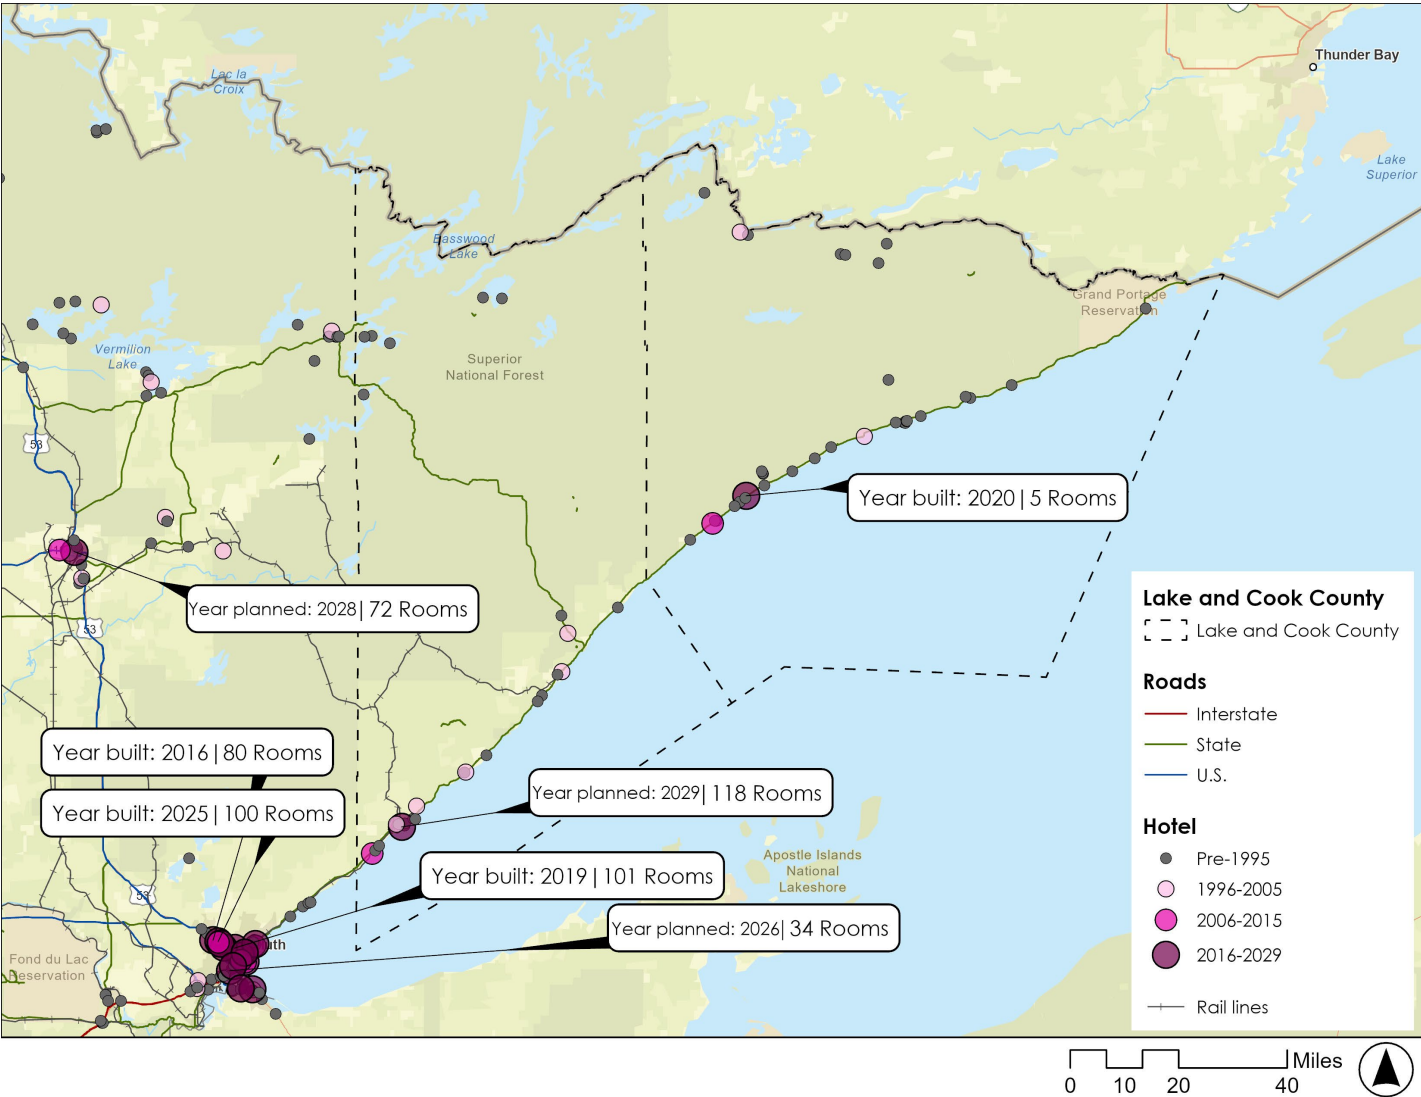 Thunder Bay
Lac la
Croix
Lake
Superior
Basswood
Lake
Grand Portage
Reservation
Vermilion
Lake
Superior
National Forest
53
Year built: 2020|5 Rooms
Year planned: 2028|72 Rooms
53
Lake and Cook County
Lake and Cook County
Roads
Interstate
State
U.S.
Hotel
Pre-1995
1996-2005
2006-2015
2016-2029
Rail lines
Year built: 2016|80 Rooms
Year planned: 2029|118 Rooms
Year built: 2025|100 Rooms
Apostle Islands
National
Lakeshore
Year built: 2019|101 Rooms
53
Year planned: 2026|34 Rooms
uth
Fond du Lac
Reservation
Miles
0 10 20 40